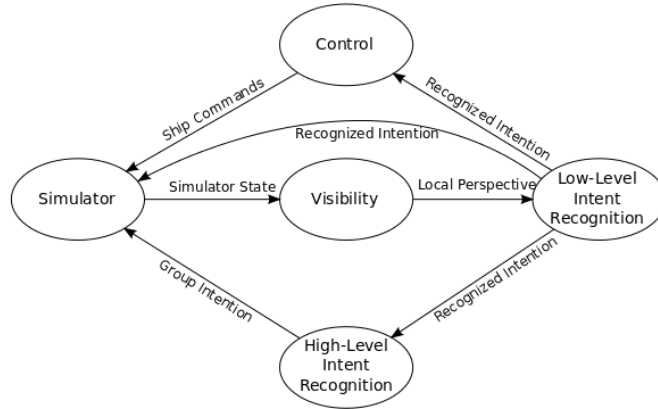 Control
Ship Commands
Recognized Intention
Recognized Intention
Simulator
Simulator State
Visibility
Local Perspective
Low-Level
Intent
Recognition
Group Intention
Recognized Intention
High-Level
Intent
Recognition